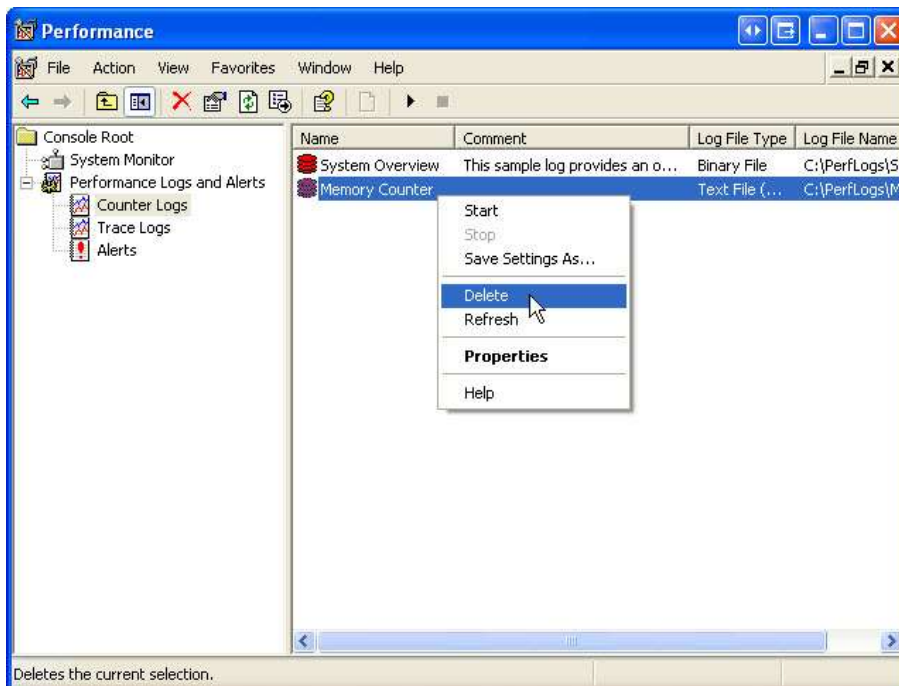 Performance
File Action View Favorites Window Help
Console Root
System Monitor
Performance Logs and Alerts
Counter Logs
Trace Logs
Alerts
Name Comment Log File Type Log File Name
System Overview This sample log provides an o... Binary File C:\PerfLogs\S
Memory Counter Text File (... C:\PerfLogs\M
Start
Stop
Save Settings As...
Delete
Refresh
Properties
Help
Deletes the current selection.